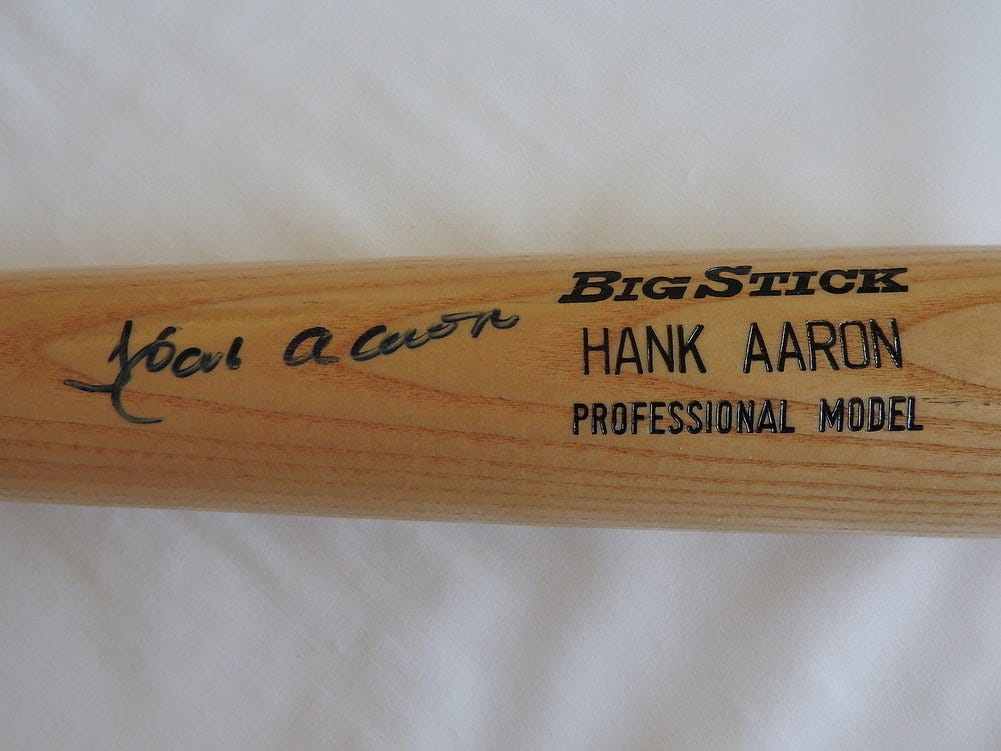 Hank Aaron
BIG STICK
HANK AARON
PROFESSIONAL MODEL